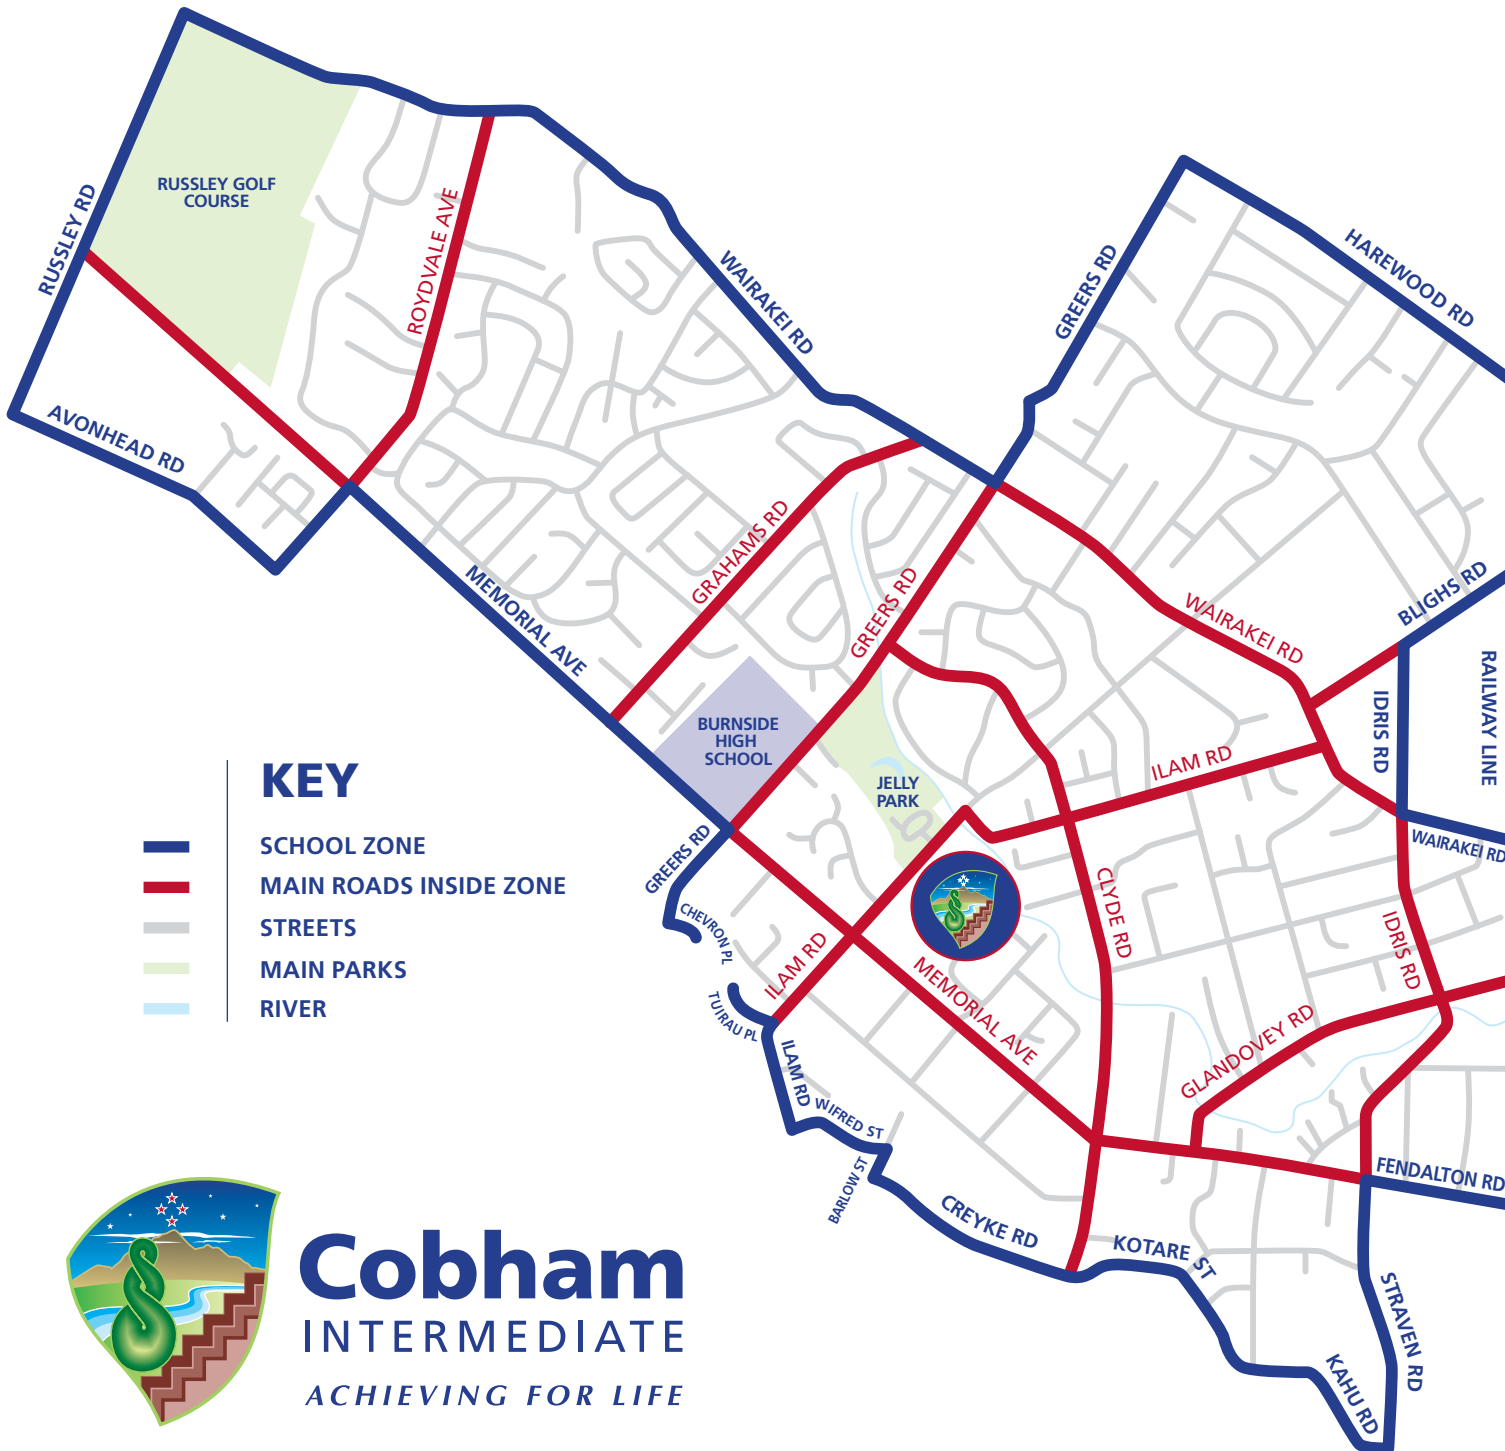 RUSSLEY GOLF
COURSE
RUSSLEY RD
ROYDVALE AVE
AVONHEAD RD
WAIRAKEI RD
GREERS RD
HAREWOOD RD
MEMORIAL AVE
GRAHAMS RD
GREERS RD
WAIRAKEI RD
BLIGHS RD
IDRIS RD
RAILWAY LINE
BURNSIDE
HIGH
SCHOOL
JELLY
PARK
ILAM RD
WAIRAKEI RD
GREERS RD
CHEVRON PL
TUIRAU PL
ILAM RD
CLYDE RD
IDRIS RD
MEMORIAL AVE
GLANDOVEY RD
ILAM RD
WIFRED ST
BARLOW ST
CREYKE RD
KOTARE ST
FENDALTON RD
STRAVEN RD
KAHU RD
KEY
SCHOOL ZONE
MAIN ROADS INSIDE ZONE
STREETS
MAIN PARKS
RIVER
Cobham
INTERMEDIATE
ACHIEVING FOR LIFE